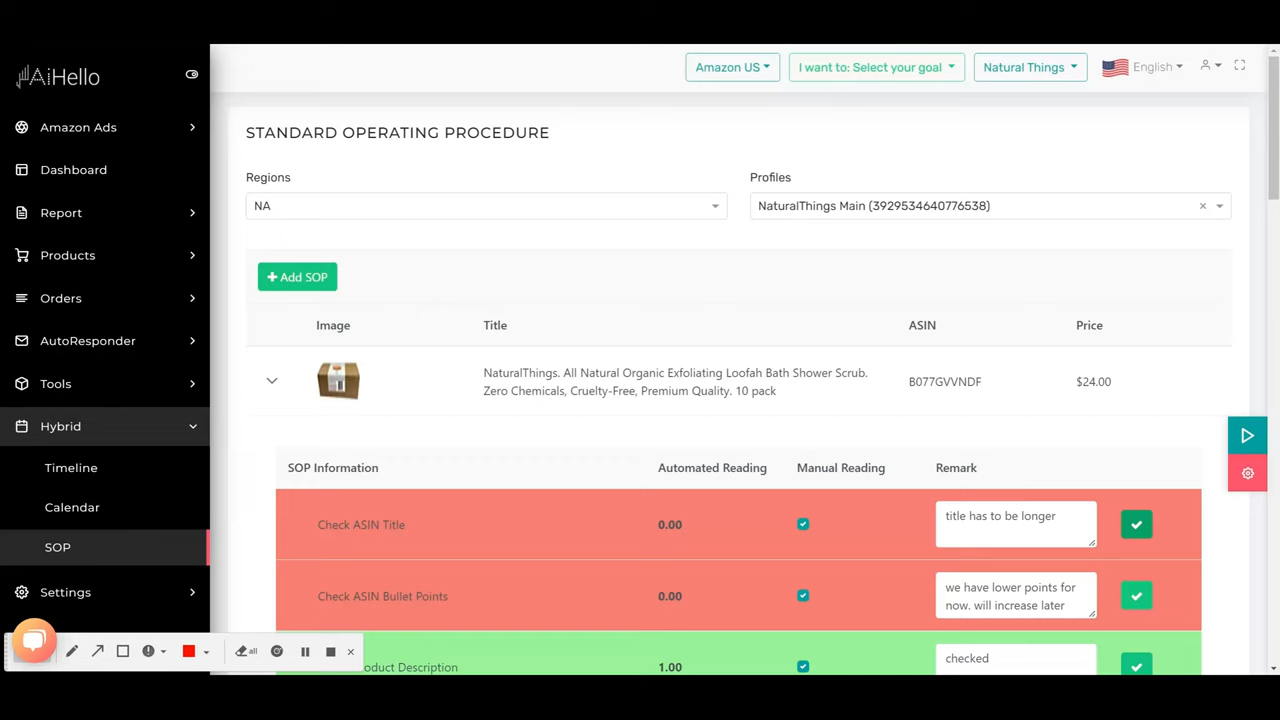 AiHello
Amazon US
I want to: Select your goal
Natural Things
English
Amazon Ads
Dashboard
Report
Products
Orders
AutoResponder
Tools
Hybrid
Timeline
Calendar
SOP
Settings
all
STANDARD OPERATING PROCEDURE
Regions
Profiles
NA
NaturalThings Main (3929534640776538)
×
+ Add SOP
Image Title ASIN Price
NaturalThings. All Natural Organic Exfoliating Loofah Bath Shower Scrub.
Zero Chemicals, Cruelty-Free, Premium Quality. 10 pack
B077GVVNDF
$24.00
SOP Information Automated Reading Manual Reading Remark
Check ASIN Title 0.00 title has to be longer
Check ASIN Bullet Points 0.00 we have lower points for
now. will increase later
oduct Description 1.00 checked